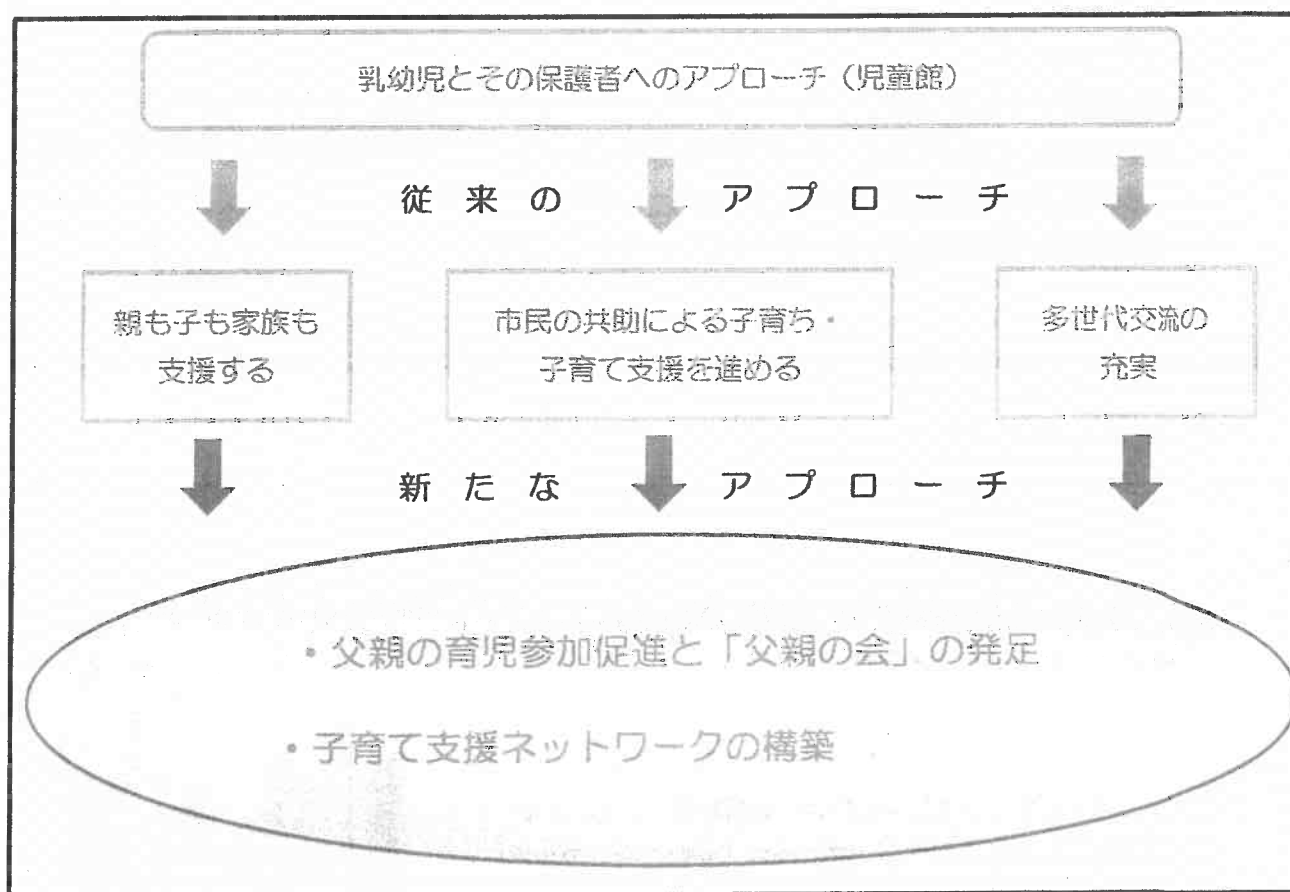 乳幼児とその保護者へのアプローチ（児童館）
従来の アプローチ
親も子も家族も
支援する
市民の共助による子育ち・
子育て支援を進める
多世代交流の
充実
新たな アプローチ
・父親の育児参加促進と「父親の会」の発足
・子育て支援ネットワークの構築